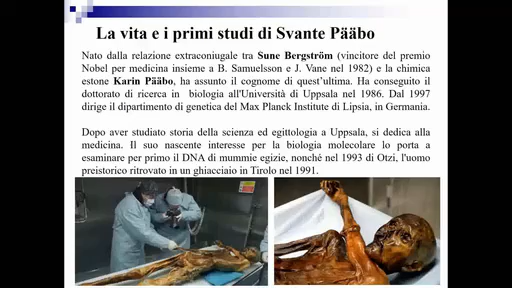 La vita e i primi studi di Svante Pääbo
Nato dalla relazione extraconiugale tra Sune Bergström (vincitore del premio
Nobel per medicina insieme a B. Samuelsson e J. Vane nel 1982) e la chimica
estone Karin Pääbo, ha assunto il cognome di quest'ultima. Ha conseguito il
dottorato di ricerca in biologia all'Università di Uppsala nel 1986. Dal 1997
dirige il dipartimento di genetica del Max Planck Institute di Lipsia, in Germania.
Dopo aver studiato storia della scienza ed egittologia a Uppsala, si dedica alla
medicina. Il suo nascente interesse per la biologia molecolare lo porta a
esaminare per primo il DNA di mummie egizie, nonché nel 1993 di Otzi, l'uomo
preistorico ritrovato in un ghiacciaio in Tirolo nel 1991.